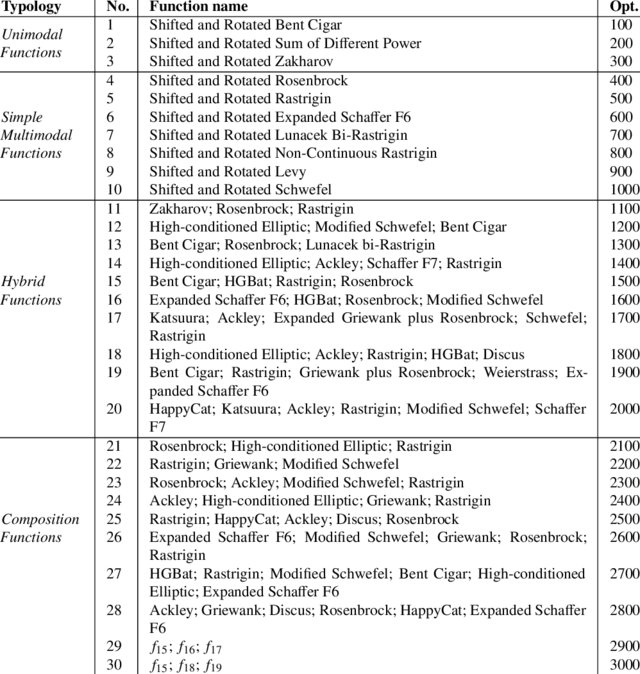 Typology No. Function name Opt.
Unimodal Functions
1 Shifted and Rotated Bent Cigar 100
2 Shifted and Rotated Sum of Different Power 200
3 Shifted and Rotated Zakharov 300
Simple Multimodal Functions
4 Shifted and Rotated Rosenbrock 400
5 Shifted and Rotated Rastrigin 500
6 Shifted and Rotated Expanded Schaffer F6 600
7 Shifted and Rotated Lunacek Bi-Rastrigin 700
8 Shifted and Rotated Non-Continuous Rastrigin 800
9 Shifted and Rotated Levy 900
10 Shifted and Rotated Schwefel 1000
Hybrid Functions
11 Zakharov; Rosenbrock; Rastrigin 1100
12 High-conditioned Elliptic; Modified Schwefel; Bent Cigar 1200
13 Bent Cigar; Rosenbrock; Lunacek bi-Rastrigin 1300
14 High-conditioned Elliptic; Ackley; Schaffer F7; Rastrigin 1400
15 Bent Cigar; HGBat; Rastrigin; Rosenbrock 1500
16 Expanded Schaffer F6; HGBat; Rosenbrock; Modified Schwefel 1600
17 Katsuura; Ackley; Expanded Griewank plus Rosenbrock; Schwefel; 1700
Rastrigin
18 High-conditioned Elliptic; Ackley; Rastrigin; HGBat; Discus 1800
19 Bent Cigar; Rastrigin; Griewank plus Rosenbrock; Weierstrass; Ex- 1900
panded Schaffer F6
20 HappyCat; Katsuura; Ackley; Rastrigin; Modified Schwefel; Schaffer 2000
F7
Composition Functions
21 Rosenbrock; High-conditioned Elliptic; Rastrigin 2100
22 Rastrigin; Griewank; Modified Schwefel 2200
23 Rosenbrock; Ackley; Modified Schwefel; Rastrigin 2300
24 Ackley; High-conditioned Elliptic; Griewank; Rastrigin 2400
25 Rastrigin; HappyCat; Ackley; Discus; Rosenbrock 2500
26 Expanded Schaffer F6; Modified Schwefel; Griewank; Rosenbrock; 2600
Rastrigin
27 HGBat; Rastrigin; Modified Schwefel; Bent Cigar; High-conditioned 2700
Elliptic; Expanded Schaffer F6
28 Ackley; Griewank; Discus; Rosenbrock; HappyCat; Expanded Schaffer 2800
F6
29 f15; f16; f17 2900
30 f15; f18; f19 3000